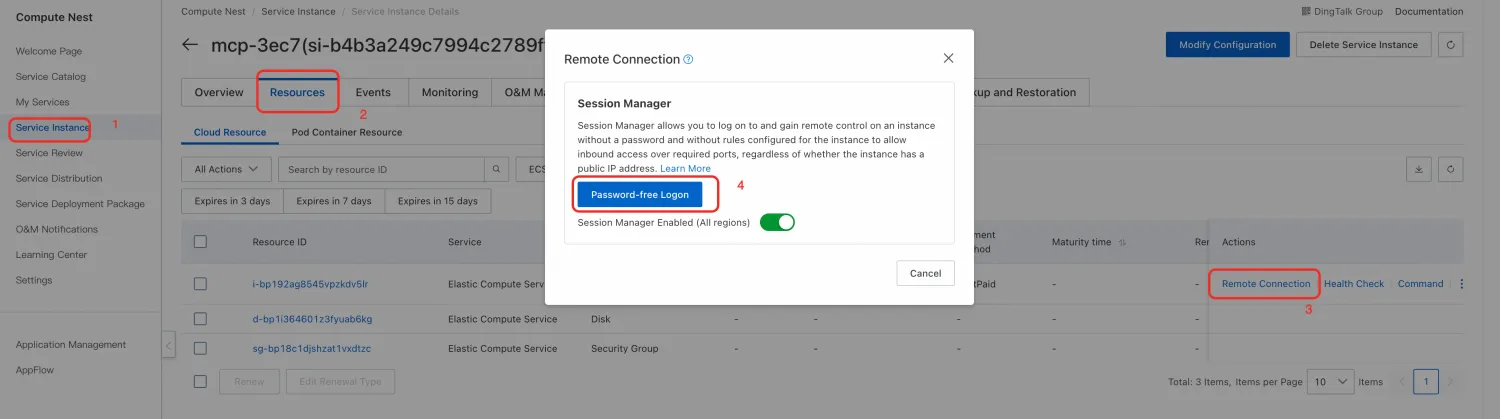 Compute Nest
Compute Nest / Service Instance / Service Instance Details
DingTalk Group Documentation
Welcome Page
Service Catalog
My Services
Service Instance 1
Service Review
Service Distribution
Service Deployment Package
O&M Notifications
Learning Center
Settings
Application Management
AppFlow
mcp-3ec7(si-b4b3a249c7994c2789f
Modify Configuration Delete Service Instance
Overview Resources Events Monitoring O&M Ma kup and Restoration
2
Cloud Resource Pod Container Resource
All Actions Search by resource ID ECS
Expires in 3 days Expires in 7 days Expires in 15 days
Resource ID Service ment Maturity time Rer Actions
i-bp192ag8545vpzkdv5lr Elastic Compute Servi tPaid - - Remote Connection Health Check Command
3
d-bp1i364601z3fyuab6kg Elastic Compute Service Disk - - - - -
sg-bp18c1djshzat1vxdtzc Elastic Compute Service Security Group - - - - -
Renew Edit Renewal Type
Total: 3 Items, Items per Page 10 Items 1
Remote Connection
Session Manager
Session Manager allows you to log on to and gain remote control on an instance
without a password and without rules configured for the instance to allow
inbound access over required ports, regardless of whether the instance has a
public IP address. Learn More
Password-free Logon 4
Session Manager Enabled (All regions)
Cancel